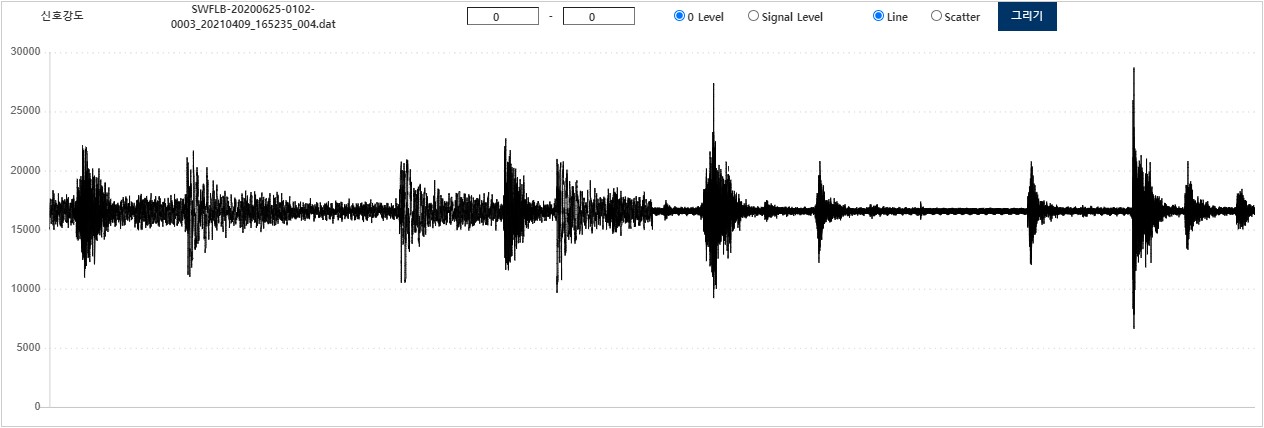 신호강도
SWFLB-20200625-0102-
0003_20210409_165235_004.dat
0 - 0
0 Level Signal Level
Line Scatter
그리기
30000
25000
20000
15000
10000
5000
0